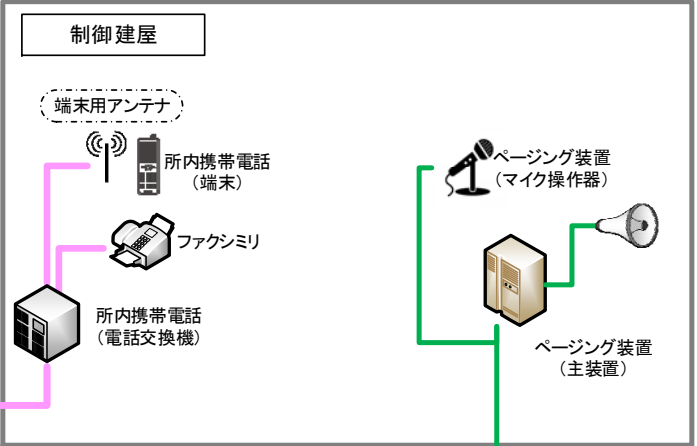 制御建屋
端末用アンテナ
所内携帯電話
（端末）
ファクシミリ
所内携帯電話
（電話交換機）
ページング装置
（マイク操作器）
ページング装置
（主装置）